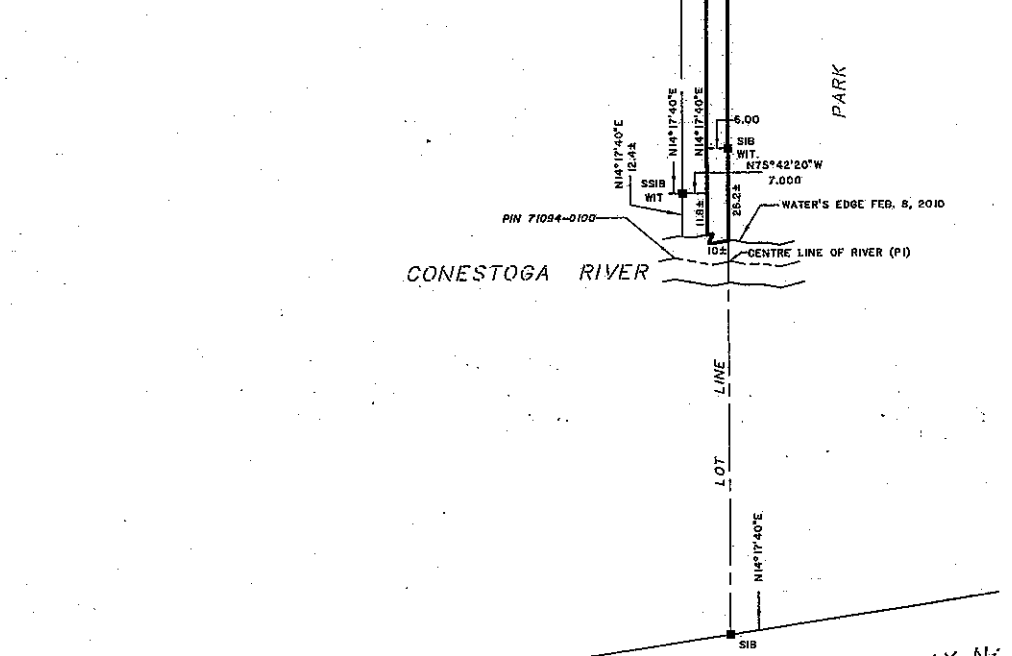 PARK
6.00
SIB
WIT.
N14°17'40"E
N14°17'40"E
N14°17'40"E
12.4±
N75°42'20"W
7.000
SSIB
WIT
11.8±
25.2±
WATER'S EDGE FEB. 8, 2010
PIN 71094-0100
10±
CENTRE LINE OF RIVER (P1)
CONESTOGA RIVER
LOT LINE
N14°17'40"E
SIB